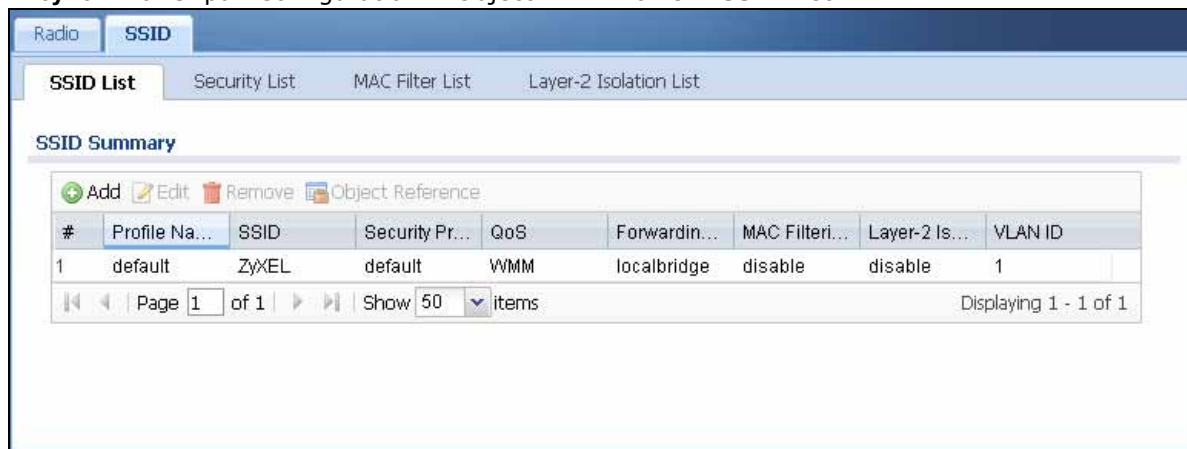 Radio SSID
SSID List Security List MAC Filter List Layer-2 Isolation List
SSID Summary
Add Edit Remove Object Reference
# Profile Na... SSID Security Pr... QoS Forwardin... MAC Filteri... Layer-2 Is... VLAN ID
1 default ZyXEL default WMM localbridge disable disable 1
Page 1 of 1 Show 50 items Displaying 1 - 1 of 1